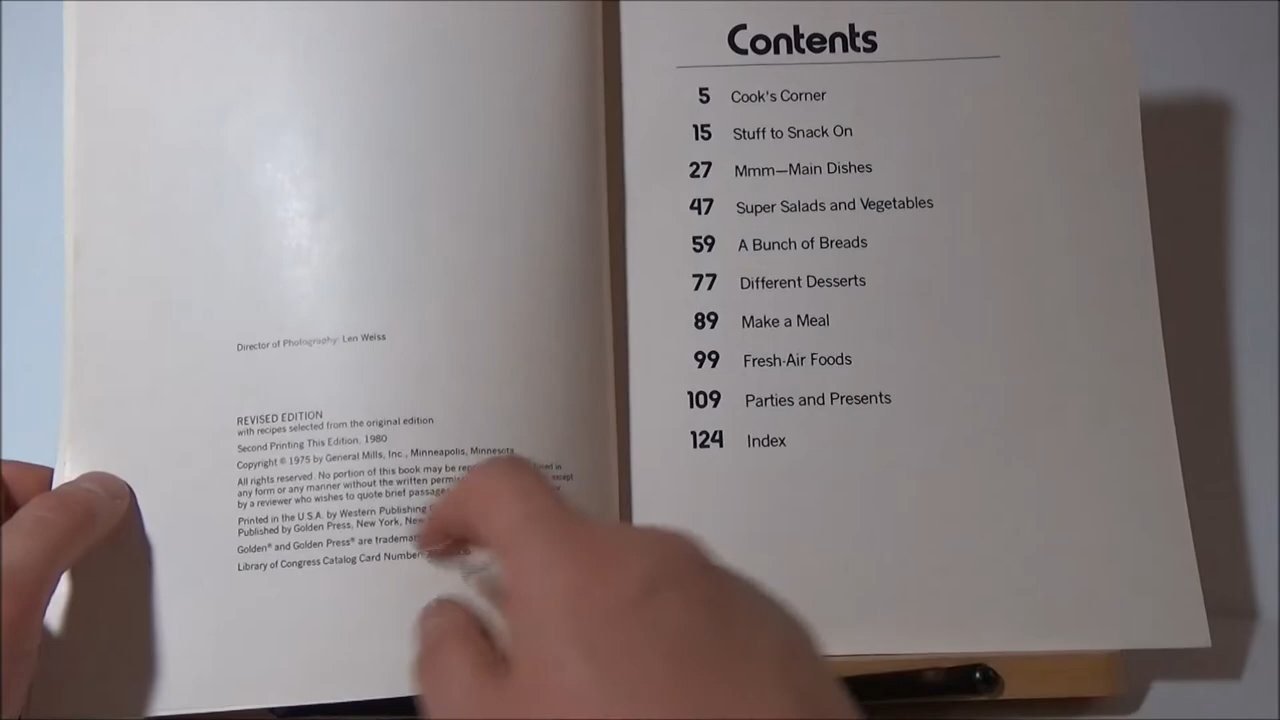 Director of Photography: Len Weiss
REVISED EDITION
with recipes selected from the original edition
Second Printing This Edition, 1980
Copyright © 1975 by General Mills, Inc., Minneapolis, Minnesota
All rights reserved. No portion of this book may be in
any form or any manner without the written except
by a reviewer who wishes to quote brief
Printed in the U.S.A. by Western Publishing
Published by Golden Press, New York,
Golden® and Golden Press® are
Library of Congress Catalog Card Number
Contents
5 Cook's Corner
15 Stuff to Snack On
27 Mmm—Main Dishes
47 Super Salads and Vegetables
59 A Bunch of Breads
77 Different Desserts
89 Make a Meal
99 Fresh-Air Foods
109 Parties and Presents
124 Index